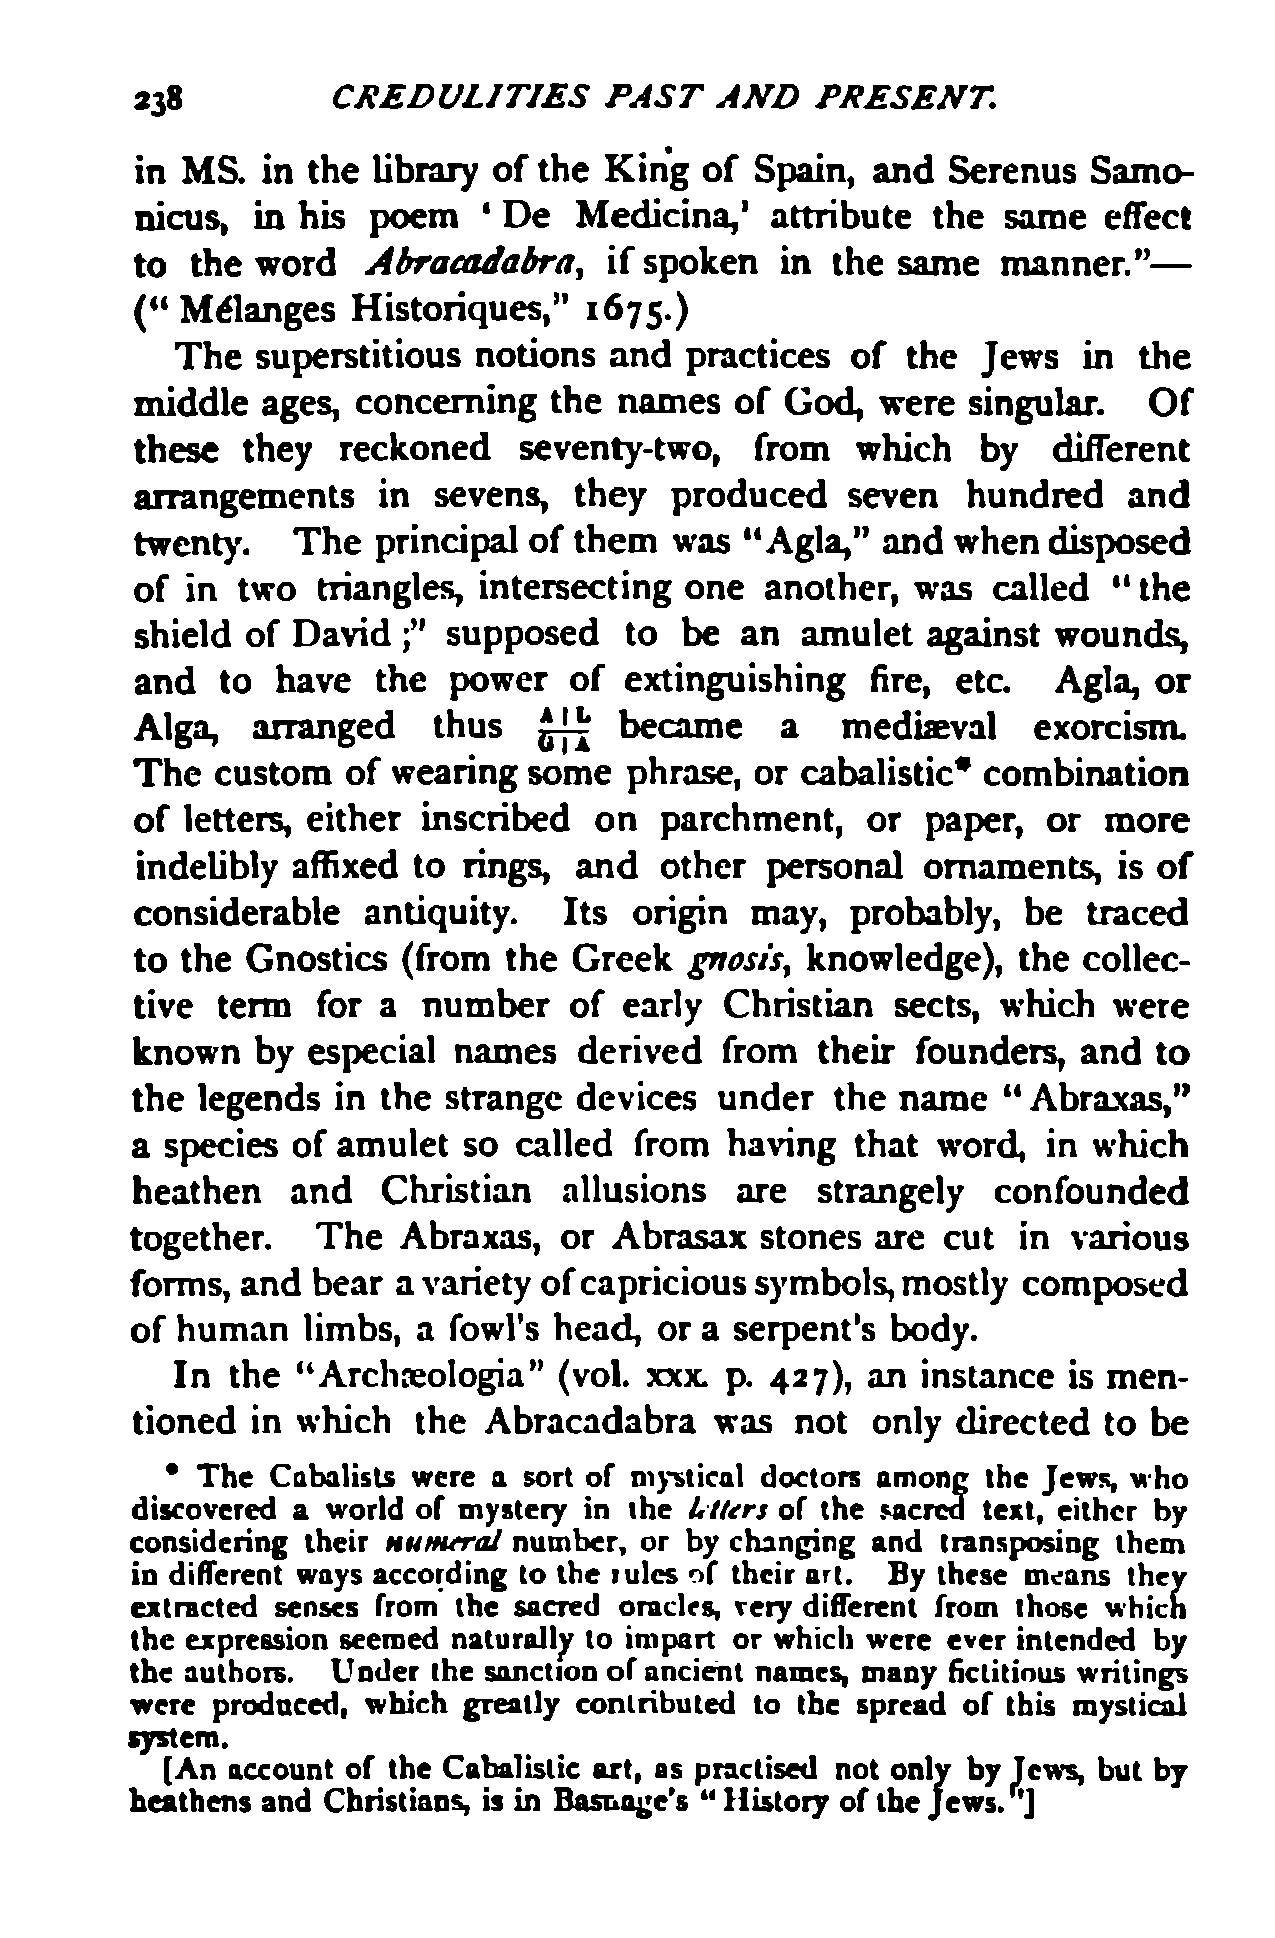 238 CREDULITIES PAST AND PRESENT.
in MS. in the library of the King of Spain, and Serenus Samo-
nicus, in his poem ‘ De Medicina,’ attribute the same effect
to the word Abracadabra, if spoken in the same manner.”—
(“ Mélanges Historiques,” 1675.)
The superstitious notions and practices of the Jews in the
middle ages, concerning the names of God, were singular. Of
these they reckoned seventy-two, from which by different
arrangements in sevens, they produced seven hundred and
twenty. The principal of them was “Agla,” and when disposed
of in two triangles, intersecting one another, was called “ the
shield of David ;” supposed to be an amulet against wounds,
and to have the power of extinguishing fire, etc. Agla, or
Alga, arranged thus A|L G|A became a mediæval exorcism.
The custom of wearing some phrase, or cabalistic* combination
of letters, either inscribed on parchment, or paper, or more
indelibly affixed to rings, and other personal ornaments, is of
considerable antiquity. Its origin may, probably, be traced
to the Gnostics (from the Greek gnosis, knowledge), the collec-
tive term for a number of early Christian sects, which were
known by especial names derived from their founders, and to
the legends in the strange devices under the name “ Abraxas,”
a species of amulet so called from having that word, in which
heathen and Christian allusions are strangely confounded
together. The Abraxas, or Abrasax stones are cut in various
forms, and bear a variety of capricious symbols, mostly composed
of human limbs, a fowl’s head, or a serpent’s body.
In the “Archæologia” (vol. xxx. p. 427), an instance is men-
tioned in which the Abracadabra was not only directed to be
* The Cabalists were a sort of mystical doctors among the Jews, who
discovered a world of mystery in the letters of the sacred text, either by
considering their numeral number, or by changing and transposing them
in different ways according to the rules of their art. By these means they
extracted senses from the sacred oracles, very different from those which
the expression seemed naturally to impart or which were ever intended by
the authors. Under the sanction of ancient names, many fictitious writings
were produced, which greatly contributed to the spread of this mystical
system.
[An account of the Cabalistic art, as practised not only by Jews, but by
heathens and Christians, is in Basnage’s “ History of the Jews.”]